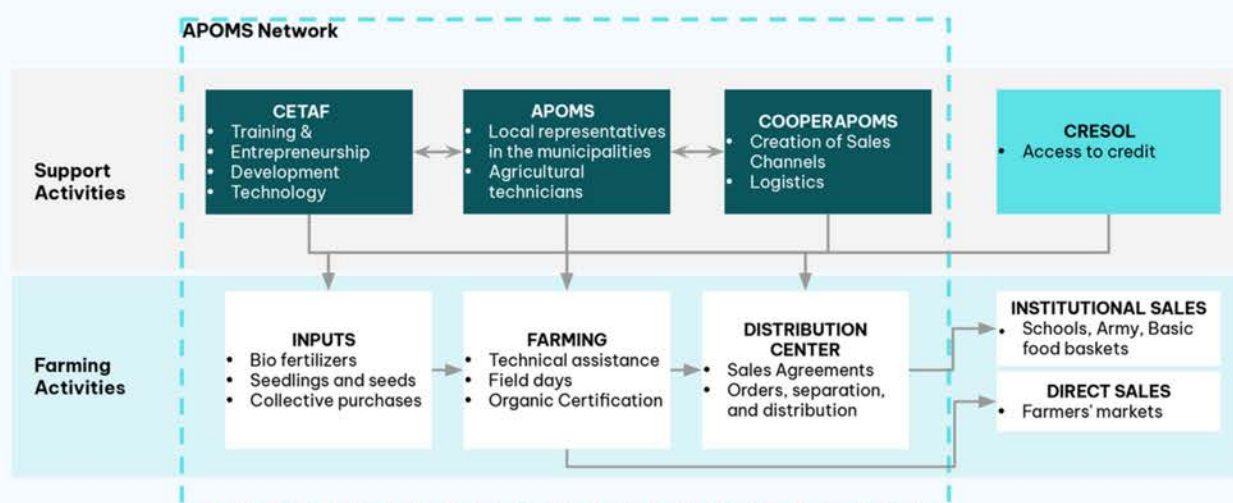 APOMS Network
Support
Activities
CETAF
• Training &
• Entrepreneurship
• Development
• Technology
APOMS
• Local representatives
• in the municipalities
• Agricultural
technicians
COOPERAPOMS
• Creation of Sales
Channels
• Logistics
CRESOL
• Access to credit
Farming
Activities
INPUTS
• Bio fertilizers
• Seedlings and seeds
• Collective purchases
FARMING
• Technical assistance
• Field days
• Organic Certification
DISTRIBUTION
CENTER
• Sales Agreements
• Orders, separation,
and distribution
INSTITUTIONAL SALES
• Schools, Army, Basic
food baskets
DIRECT SALES
• Farmers' markets